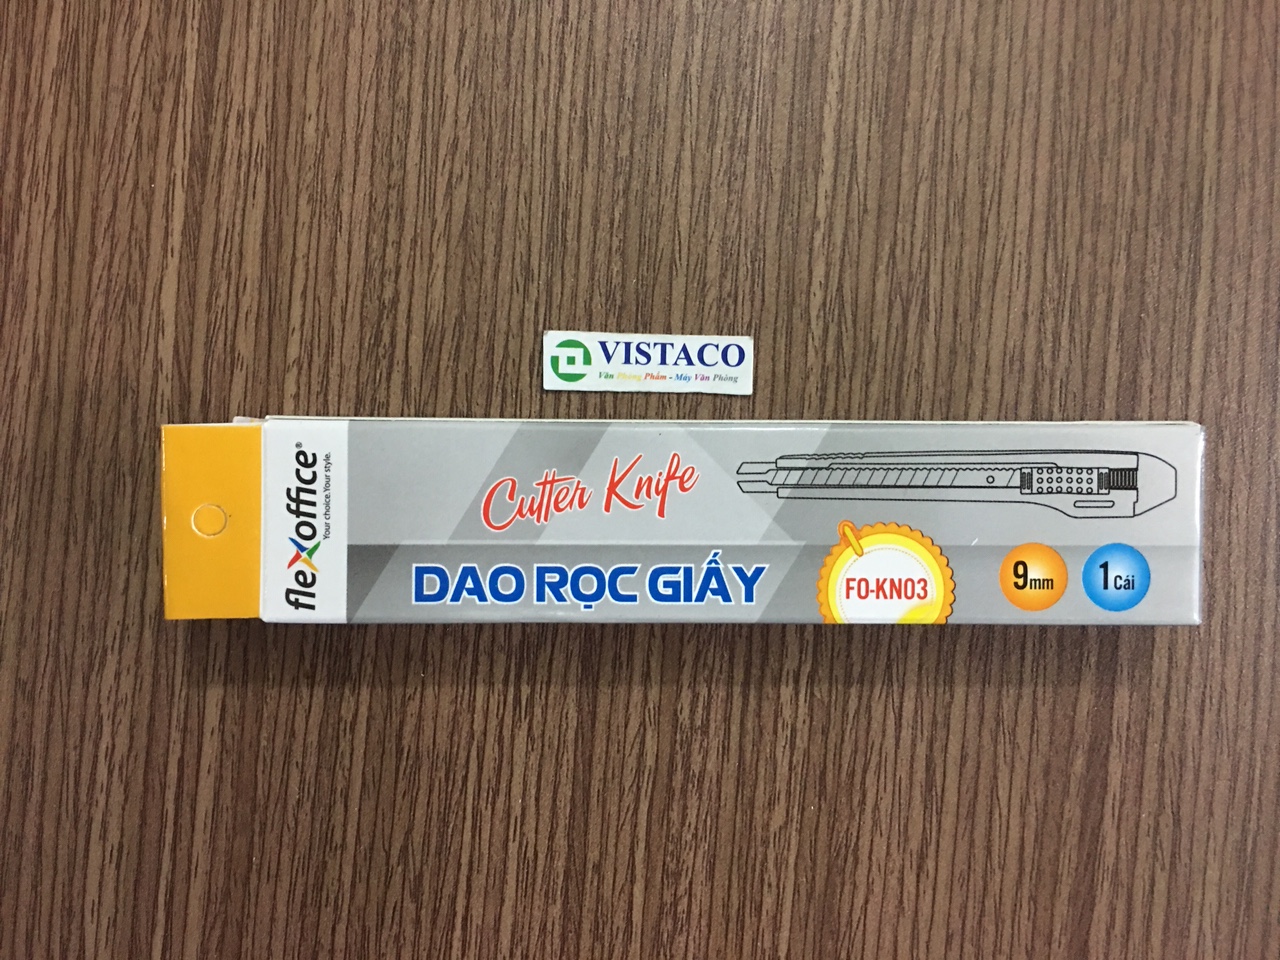 VISTACO
Văn Phòng Phẩm - Máy Văn Phòng
flexoffice®
Your choice.Your style.
Cutter Knife
DAO RỌC GIẤY
FO-KN03
9mm
1 Cái